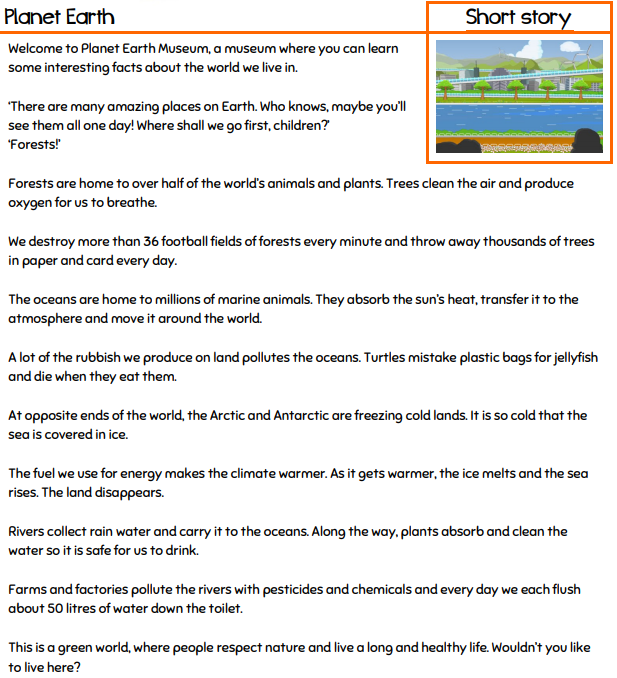 Planet Earth
Short story
Welcome to Planet Earth Museum, a museum where you can learn
some interesting facts about the world we live in.
'There are many amazing places on Earth. Who knows, maybe you'll
see them all one day! Where shall we go first, children?'
'Forests!'
Forests are home to over half of the world's animals and plants. Trees clean the air and produce
oxygen for us to breathe.
We destroy more than 36 football fields of forests every minute and throw away thousands of trees
in paper and card every day.
The oceans are home to millions of marine animals. They absorb the sun's heat, transfer it to the
atmosphere and move it around the world.
A lot of the rubbish we produce on land pollutes the oceans. Turtles mistake plastic bags for jellyfish
and die when they eat them.
At opposite ends of the world, the Arctic and Antarctic are freezing cold lands. It is so cold that the
sea is covered in ice.
The fuel we use for energy makes the climate warmer. As it gets warmer, the ice melts and the sea
rises. The land disappears.
Rivers collect rain water and carry it to the oceans. Along the way, plants absorb and clean the
water so it is safe for us to drink.
Farms and factories pollute the rivers with pesticides and chemicals and every day we each flush
about 50 litres of water down the toilet.
This is a green world, where people respect nature and live a long and healthy life. Wouldn't you like
to live here?